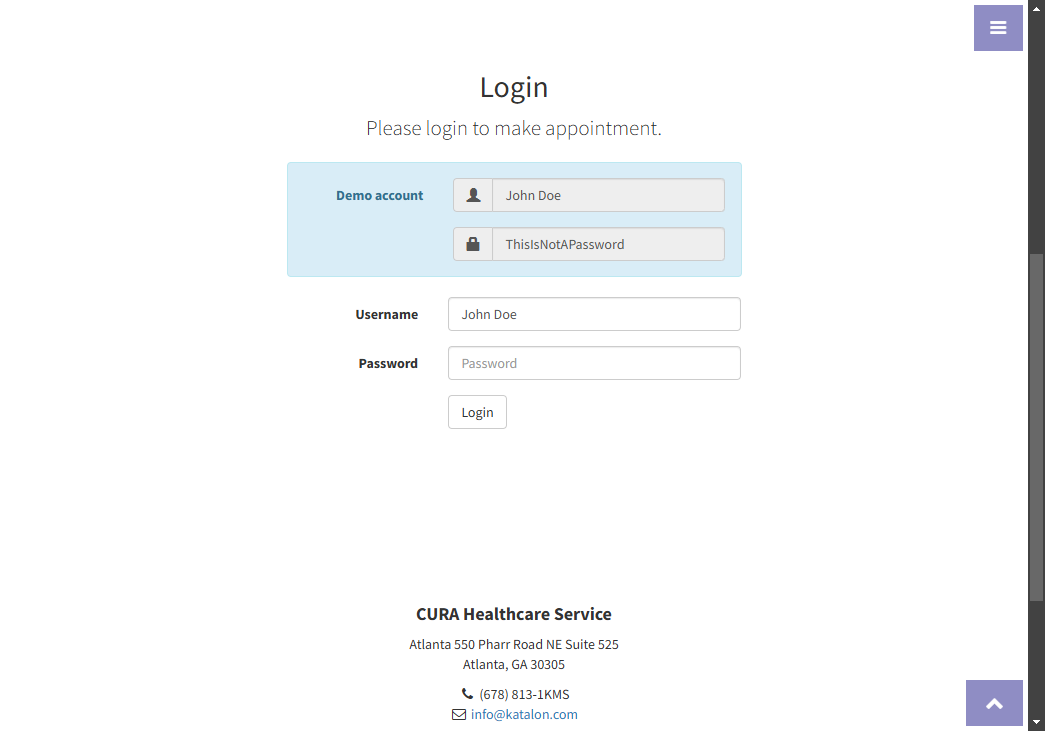 Login
Please login to make appointment.
Demo account
John Doe
ThisIsNotAPassword
Username
John Doe
Password
Password
Login
CURA Healthcare Service
Atlanta 550 Pharr Road NE Suite 525
Atlanta, GA 30305
(678) 813-1KMS
info@katalon.com